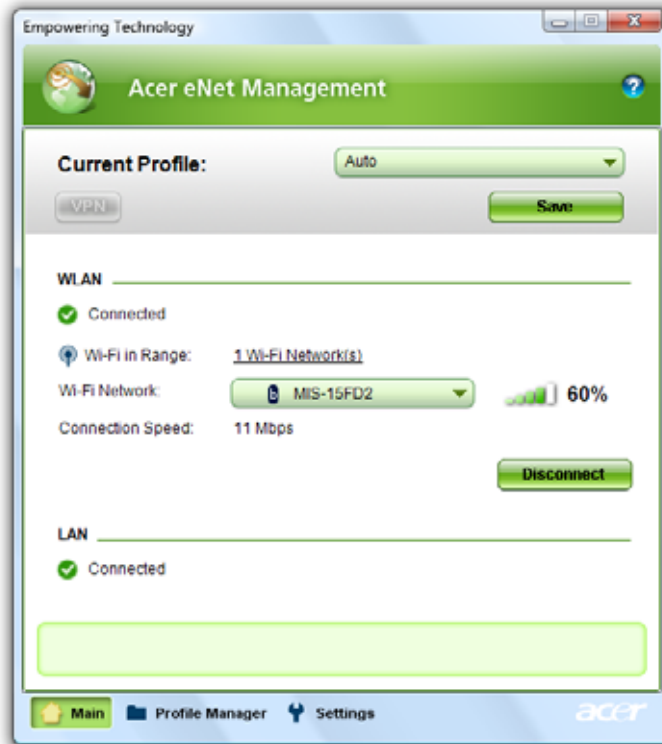 Empowering Technology
Acer eNet Management
?
Current Profile: Auto
VPN Save
WLAN
Connected
Wi-Fi in Range: 1 Wi-Fi Network(s)
Wi-Fi Network: b MIS-15FD2 60%
Connection Speed: 11 Mbps
Disconnect
LAN
Connected
Main Profile Manager Settings acer